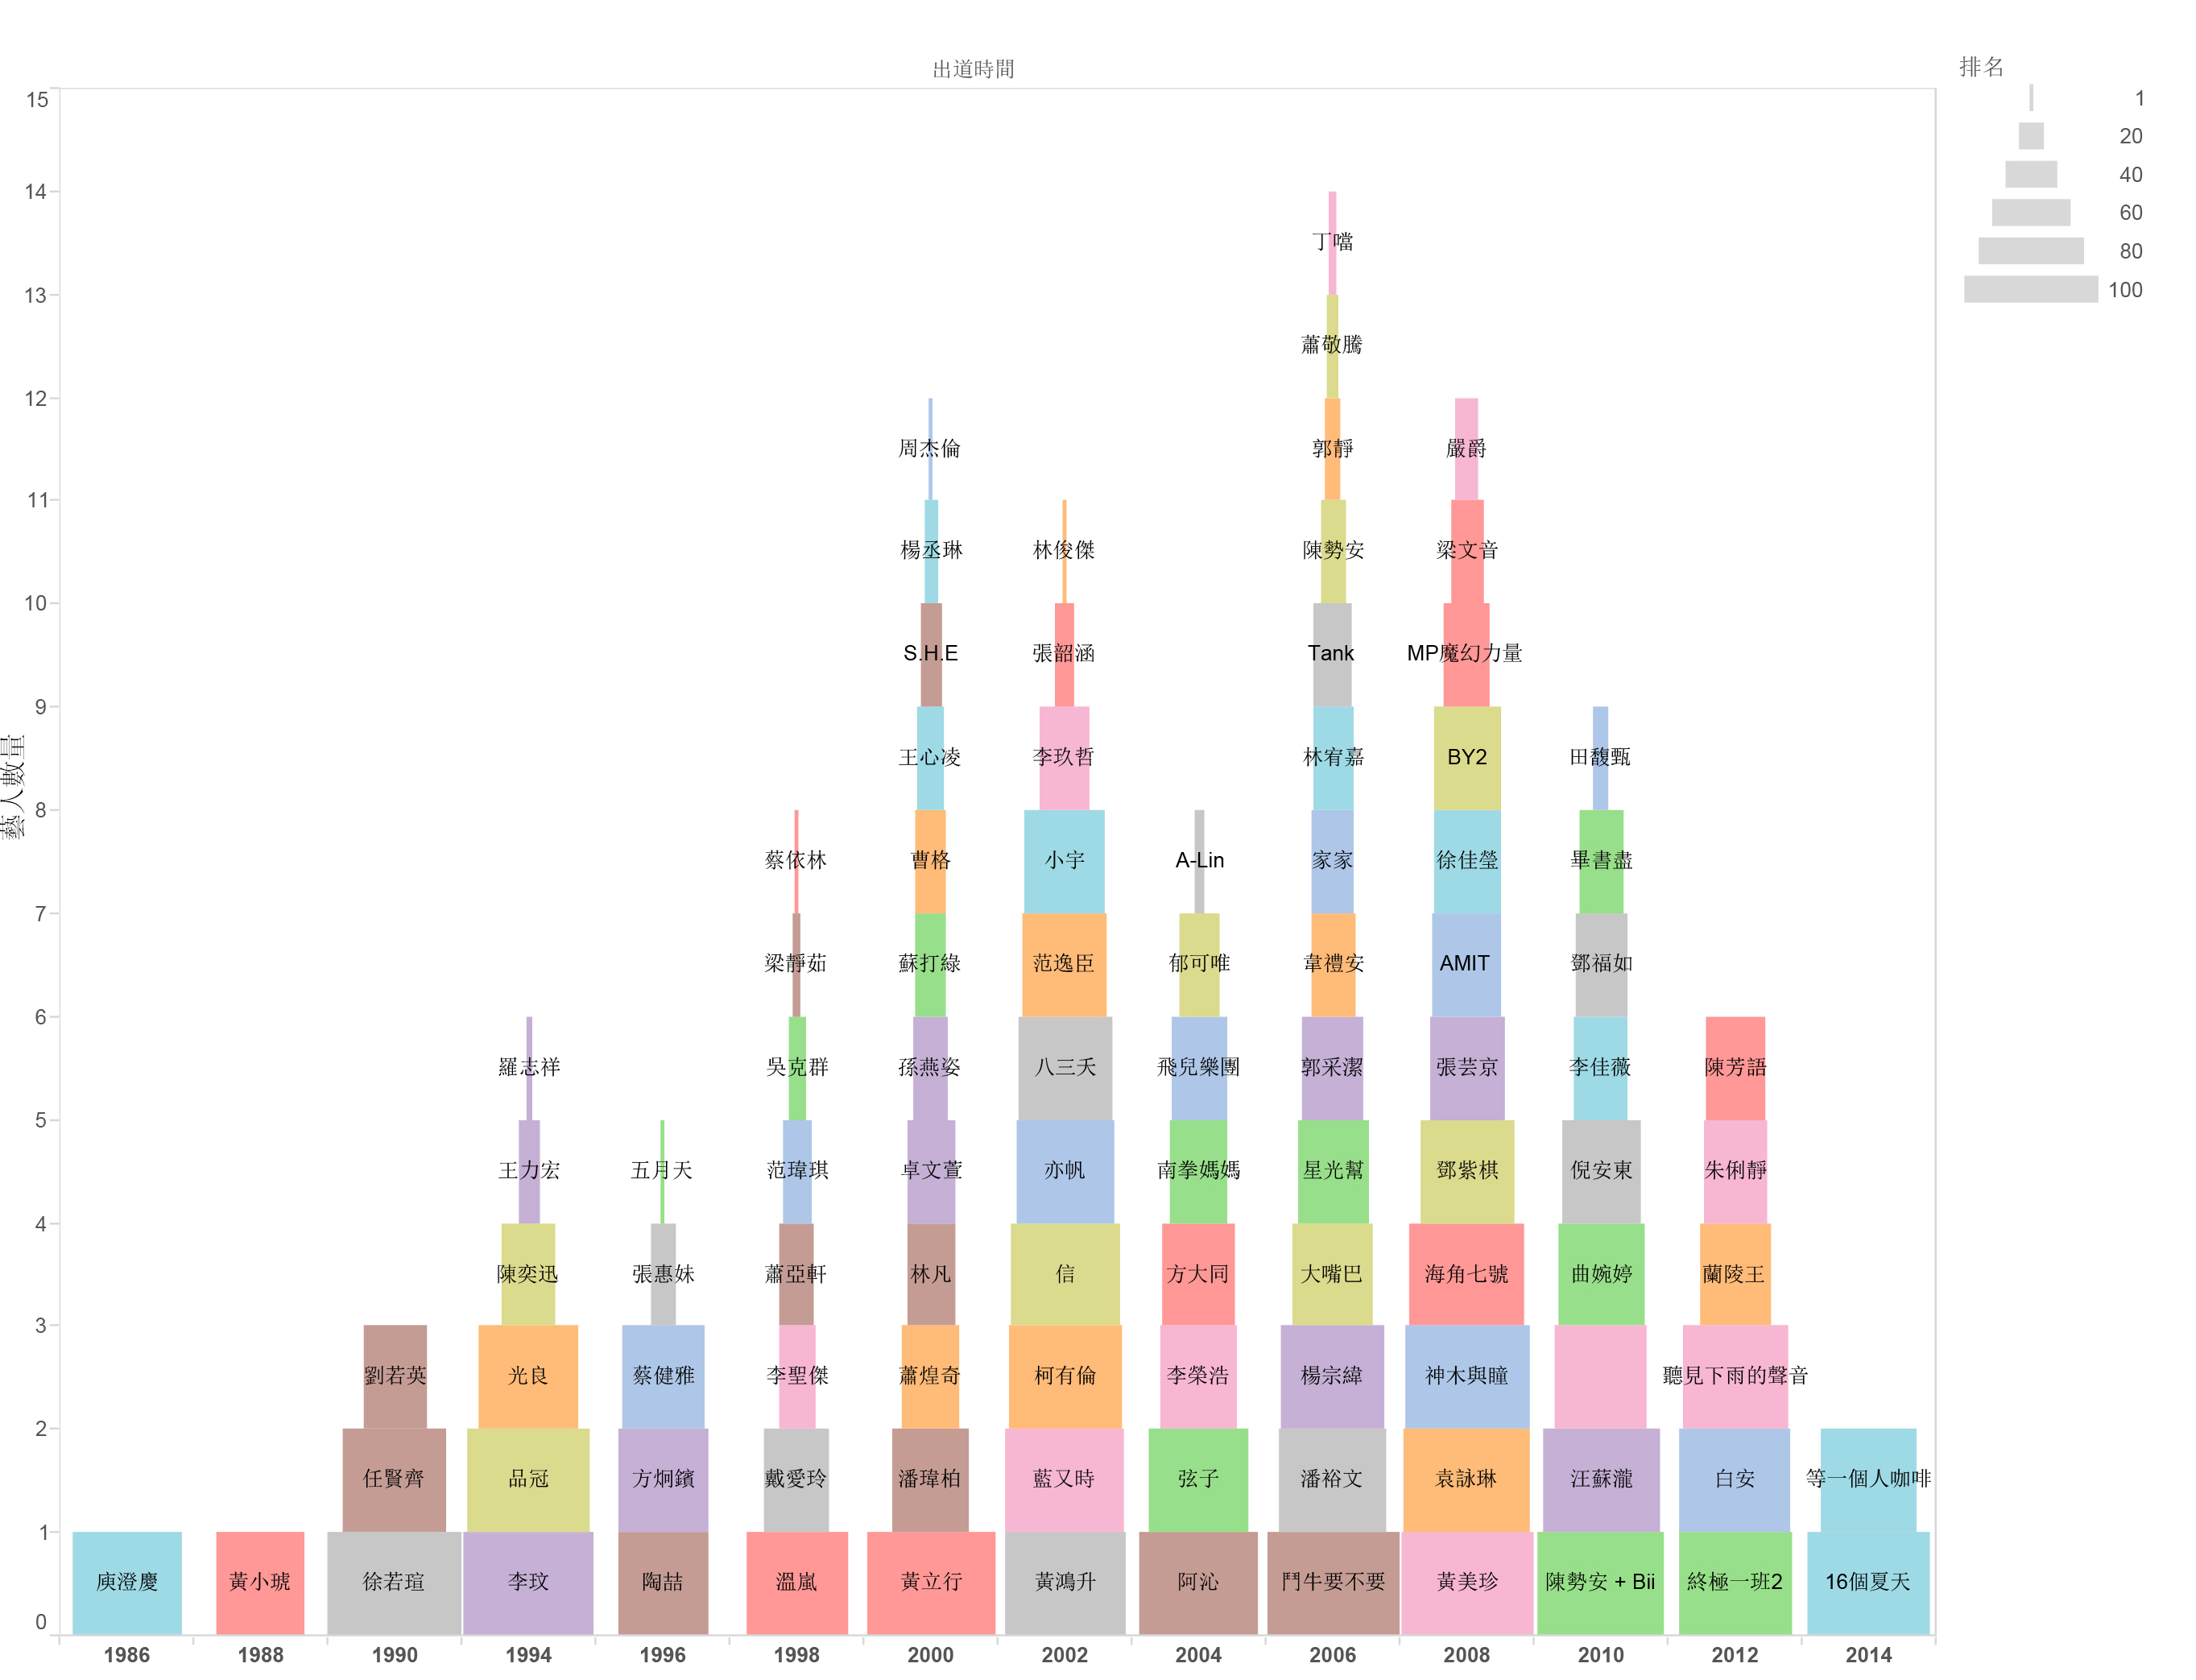 出道時間
排名
1
20
40
60
80
100
藝人數量
15
14
13
12
11
10
9
8
7
6
5
4
3
2
1
0
庾澄慶
1986
黃小琥
1988
劉若英
任賢齊
徐若瑄
1990
羅志祥
王力宏
陳奕迅
光良
品冠
李玟
1994
五月天
張惠妹
蔡健雅
方炯鑌
陶喆
1996
蔡依林
梁靜茹
吳克群
范瑋琪
蕭亞軒
李聖傑
戴愛玲
溫嵐
1998
周杰倫
楊丞琳
S.H.E
王心凌
曹格
蘇打綠
孫燕姿
卓文萱
林凡
蕭煌奇
潘瑋柏
黃立行
2000
林俊傑
張韶涵
李玖哲
小宇
范逸臣
八三夭
亦帆
信
柯有倫
藍又時
黃鴻升
2002
A-Lin
郁可唯
飛兒樂團
南拳媽媽
方大同
李榮浩
弦子
阿沁
2004
丁噹
蕭敬騰
郭靜
陳勢安
Tank
林宥嘉
家家
韋禮安
郭采潔
星光幫
大嘴巴
楊宗緯
潘裕文
鬥牛要不要
2006
嚴爵
梁文音
MP魔幻力量
BY2
徐佳瑩
AMIT
張芸京
鄧紫棋
海角七號
神木與瞳
袁詠琳
黃美珍
2008
田馥甄
畢書盡
鄧福如
李佳薇
倪安東
曲婉婷
汪蘇瀧
陳勢安 + Bii
2010
陳芳語
朱俐靜
蘭陵王
聽見下雨的聲音
白安
終極一班2
2012
等一個人咖啡
16個夏天
2014